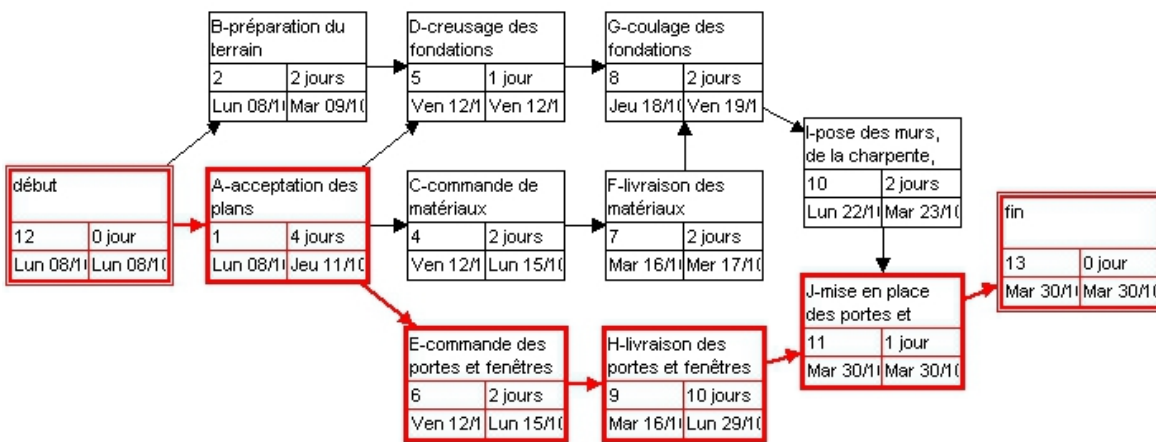 B-préparation du
terrain
2 2 jours
Lun 08/1 Mar 09/10
D-creusage des
fondations
5 1 jour
Ven 12/1 Ven 12/1
G-coulage des
fondations
8 2 jours
Jeu 18/10 Ven 19/1
I-pose des murs,
de la charpente,
10 2 jours
Lun 22/1 Mar 23/10
début
12 0 jour
Lun 08/1 Lun 08/10
A-acceptation des
plans
1 4 jours
Lun 08/1 Jeu 11/10
C-commande de
matériaux
4 2 jours
Ven 12/1 Lun 15/10
F-livraison des
matériaux
7 2 jours
Mar 16/1 Mer 17/10
fin
13 0 jour
Mar 30/1 Mar 30/10
J-mise en place
des portes et
11 1 jour
Mar 30/1 Mar 30/10
E-commande des
portes et fenêtres
6 2 jours
Ven 12/1 Lun 15/10
H-livraison des
portes et fenêtres
9 10 jours
Mar 16/1 Lun 29/10